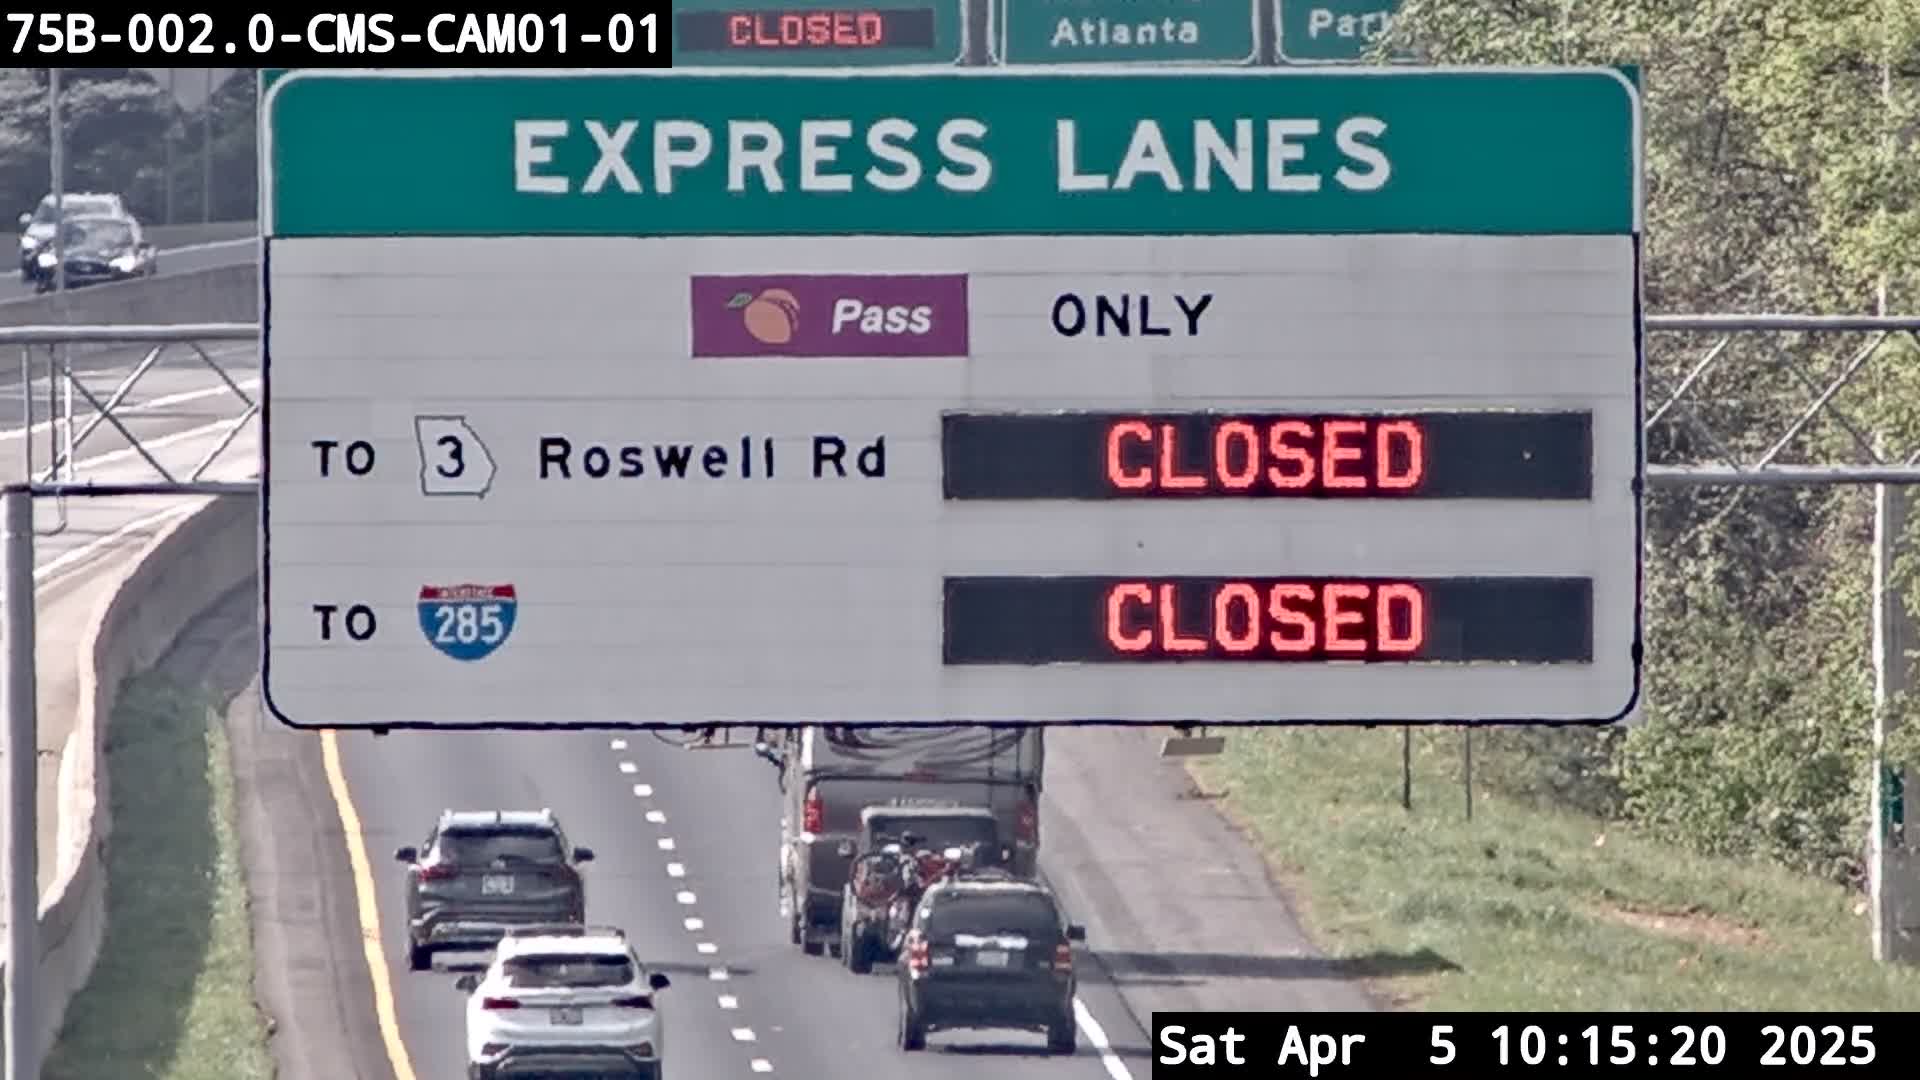 75B-002.0-CMS-CAM01-01
CLOSED
Atlanta
EXPRESS LANES
Pass ONLY
TO 3 Roswell Rd CLOSED
TO 285 CLOSED
Sat Apr 5 10:15:20 2025